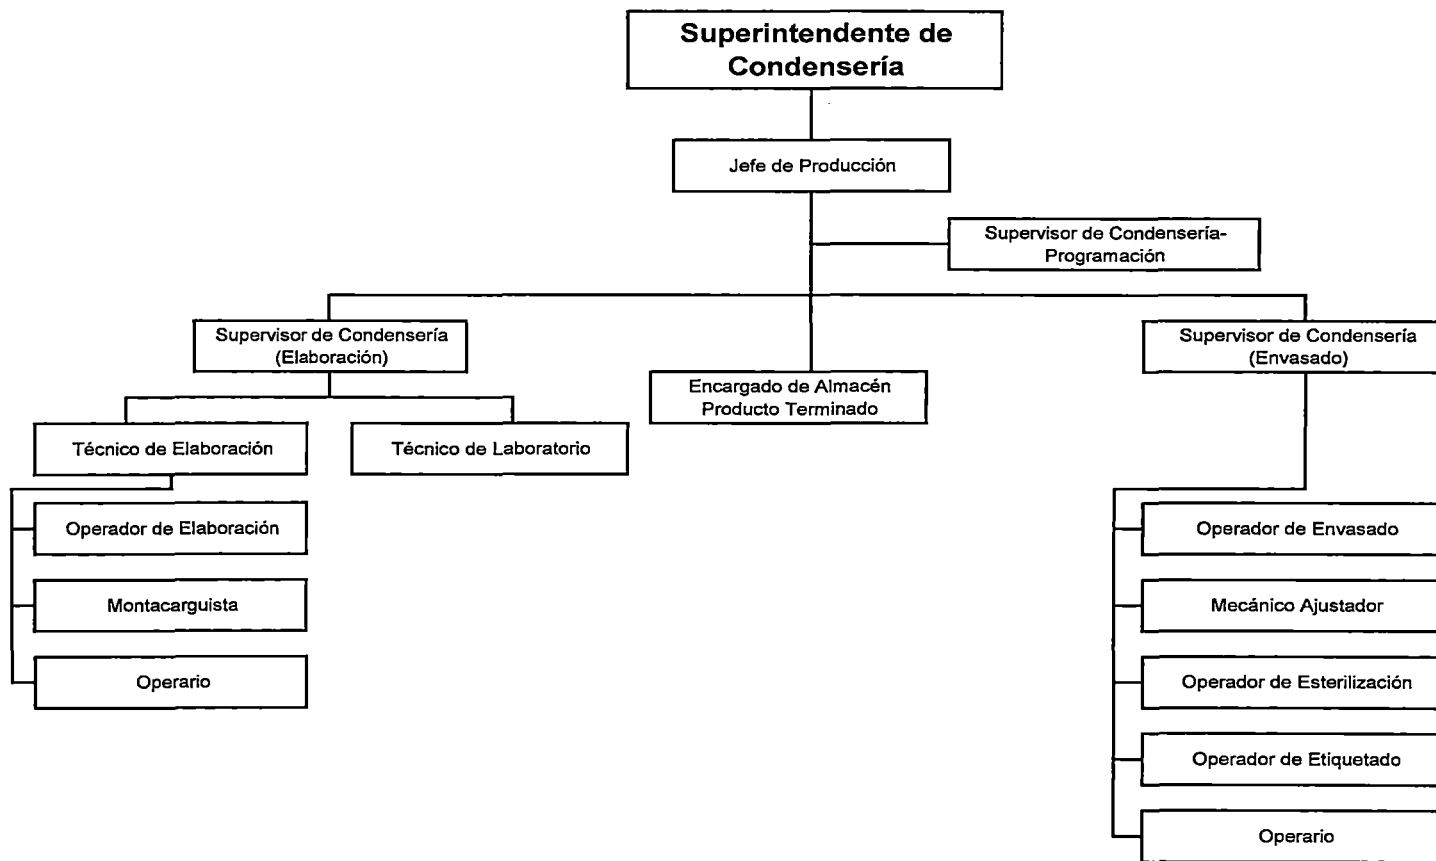 Superintendente de
Condensería
Jefe de Producción
Supervisor de Condensería-
Programación
Supervisor de Condensería
(Elaboración)
Encargado de Almacén
Producto Terminado
Supervisor de Condensería
(Envasado)
Técnico de Elaboración
Técnico de Laboratorio
Operador de Elaboración
Montacarguista
Operario
Operador de Envasado
Mecánico Ajustador
Operador de Esterilización
Operador de Etiquetado
Operario